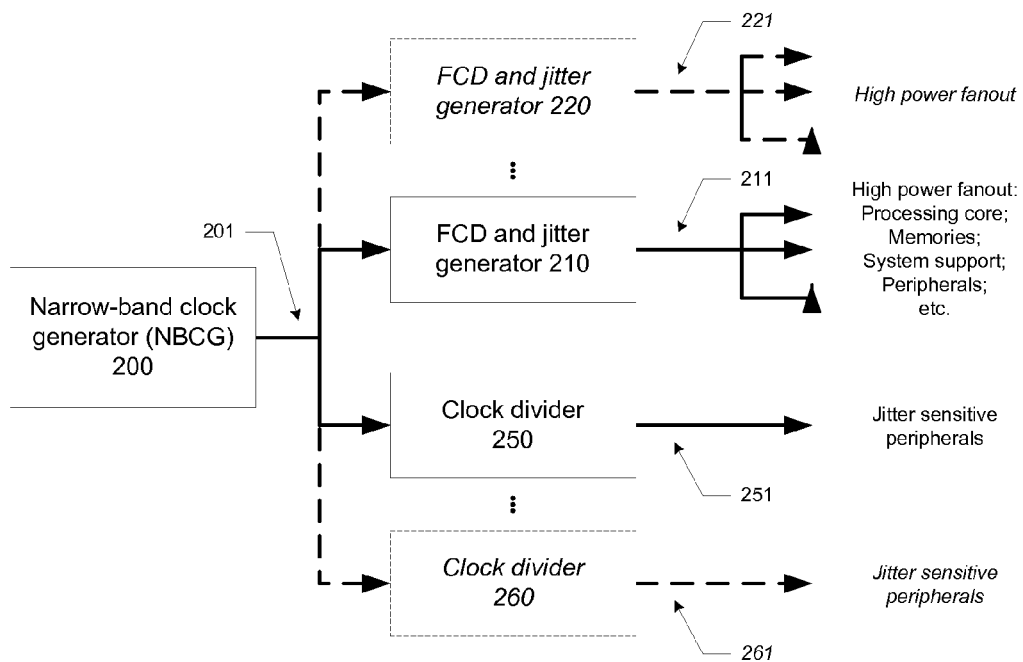 221
FCD and jitter
generator 220
High power fanout
211
High power fanout:
Processing core;
Memories;
System support;
Peripherals;
etc.
201
FCD and jitter
generator 210
Narrow-band clock
generator (NBCG)
200
Clock divider
250
Jitter sensitive
peripherals
251
Clock divider
260
Jitter sensitive
peripherals
261